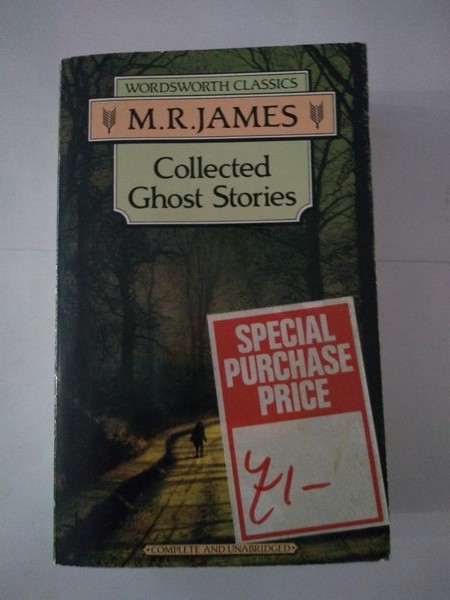 WORDSWORTH CLASSICS
M.R.JAMES
Collected
Ghost Stories
SPECIAL
PURCHASE
PRICE
£1-
COMPLETE AND UNABRIDGED